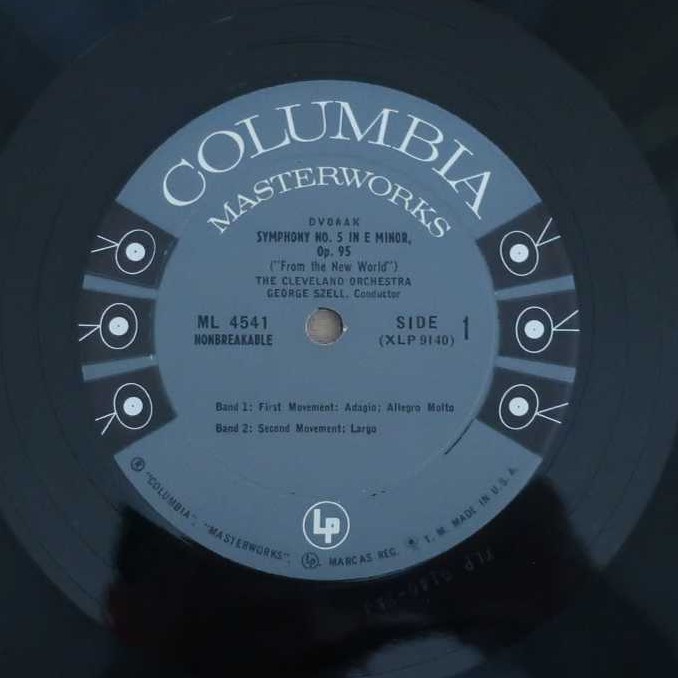 COLUMBIA
MASTERWORKS
DVOŘÁK
SYMPHONY NO. 5 IN E MINOR,
Op. 95
("From the New World")
THE CLEVELAND ORCHESTRA
GEORGE SZELL, Conductor
ML 4541
NONBREAKABLE
SIDE 1
(XLP 9140)
Band 1: First Movement: Adagio; Allegro Molto
Band 2: Second Movement: Largo
LP
® "COLUMBIA", "MASTERWORKS", LP, MARCAS REG. ✱ T. M. MADE IN U.S.A.